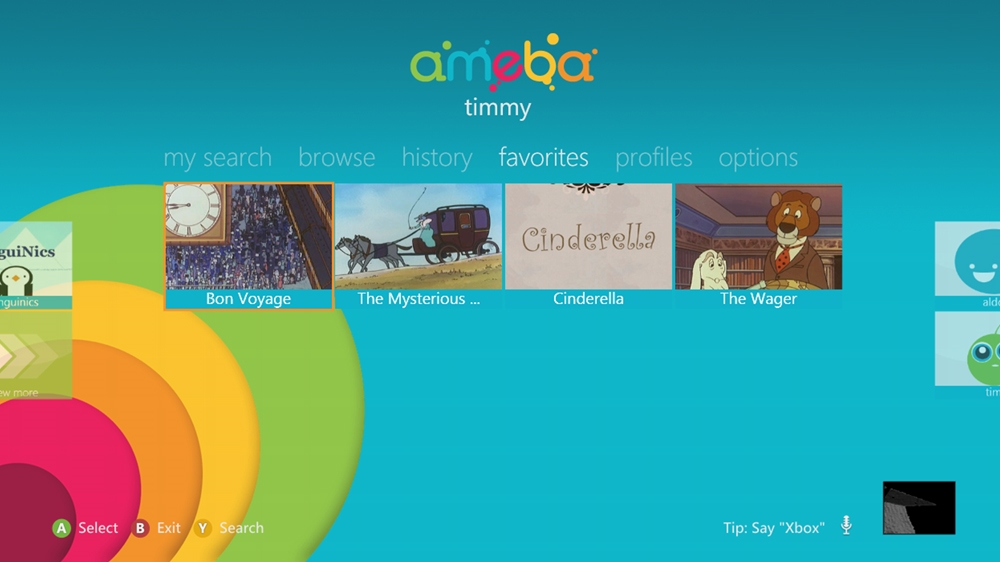 ameba
timmy
my search browse history favorites profiles options
guiNics
Cinderella
nguinics
Bon Voyage
The Mysterious ...
Cinderella
The Wager
aldo
ew more
tim
A Select B Exit Y Search
Tip: Say "Xbox"